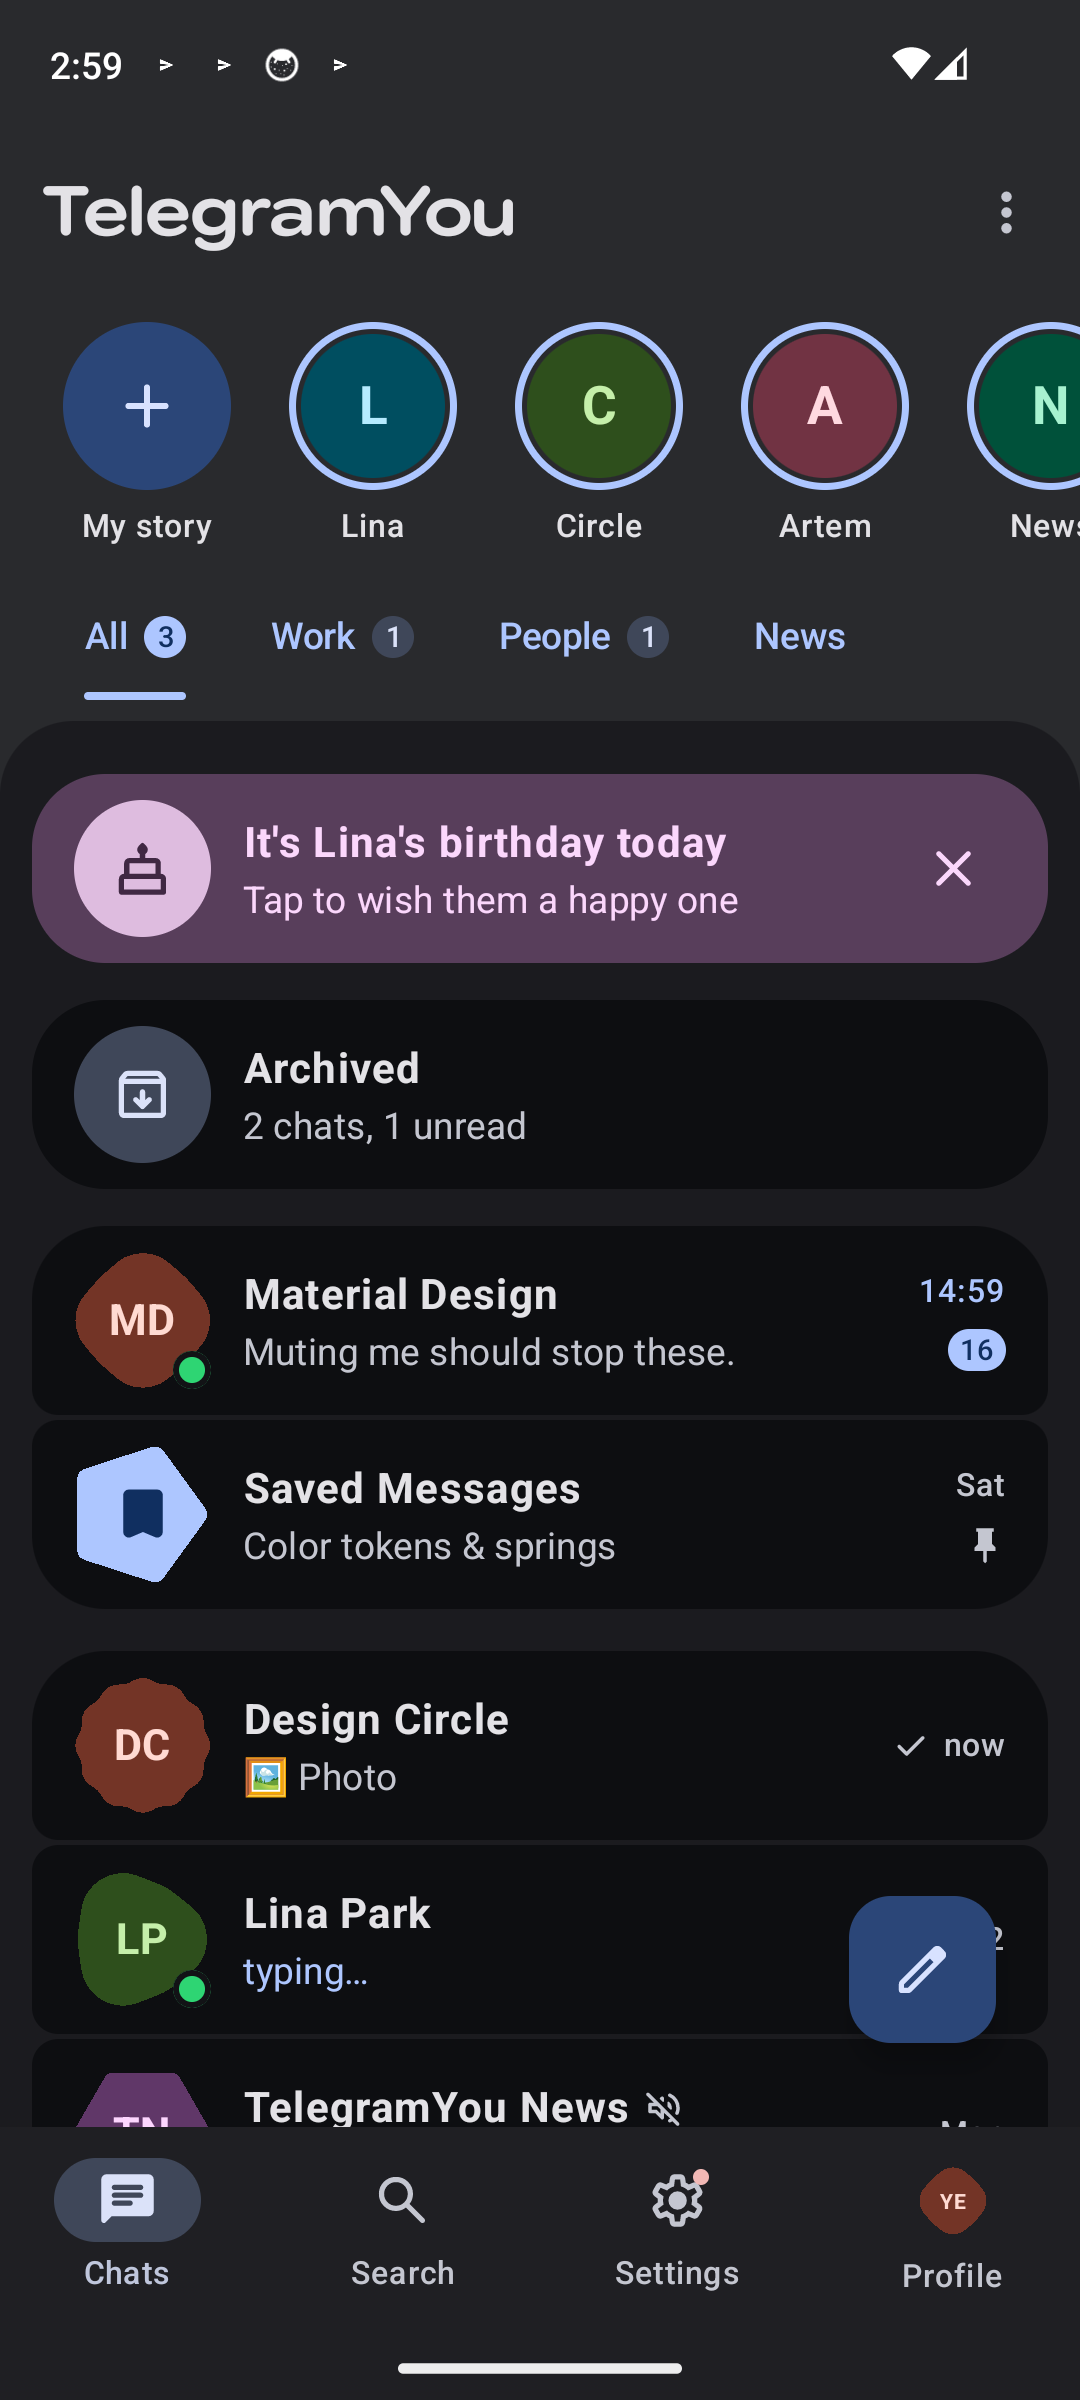 2:59
TelegramYou
L
C
A
N
My story
Lina
Circle
Artem
News
All 3
Work 1
People 1
News
It's Lina's birthday today
Tap to wish them a happy one
Archived
2 chats, 1 unread
MD
Material Design
14:59
Muting me should stop these.
16
Saved Messages
Sat
Color tokens & springs
DC
Design Circle
now
🖼️ Photo
LP
Lina Park
typing…
TN
TelegramYou News
YE
Chats
Search
Settings
Profile